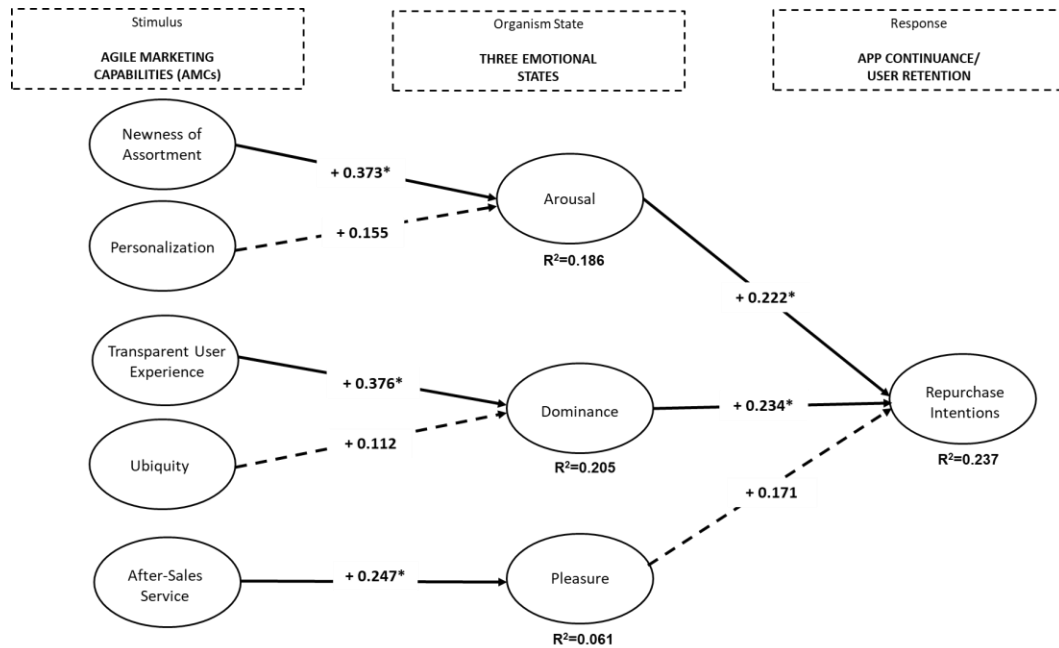 Stimulus
AGILE MARKETING
CAPABILITIES (AMCs)
Organism State
THREE EMOTIONAL
STATES
Response
APP CONTINUANCE/
USER RETENTION
Newness of
Assortment
+ 0.373*
Personalization
+ 0.155
Arousal
R²=0.186
+ 0.222*
Transparent User
Experience
+ 0.376*
Ubiquity
+ 0.112
Dominance
R²=0.205
+ 0.234*
Repurchase
Intentions
R²=0.237
+ 0.171
After-Sales
Service
+ 0.247*
Pleasure
R²=0.061